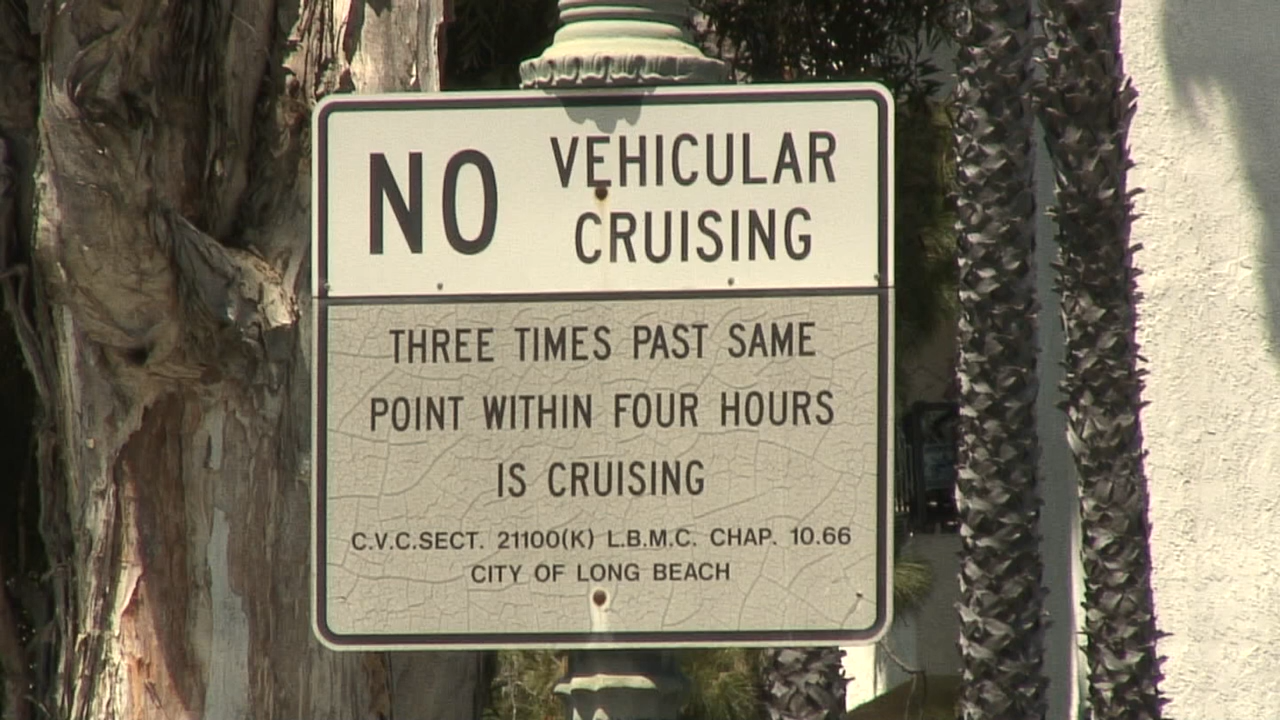 NO VEHICULAR
CRUISING
THREE TIMES PAST SAME
POINT WITHIN FOUR HOURS
IS CRUISING
C.V.C.SECT. 21100(K) L.B.M.C. CHAP. 10.66
CITY OF LONG BEACH